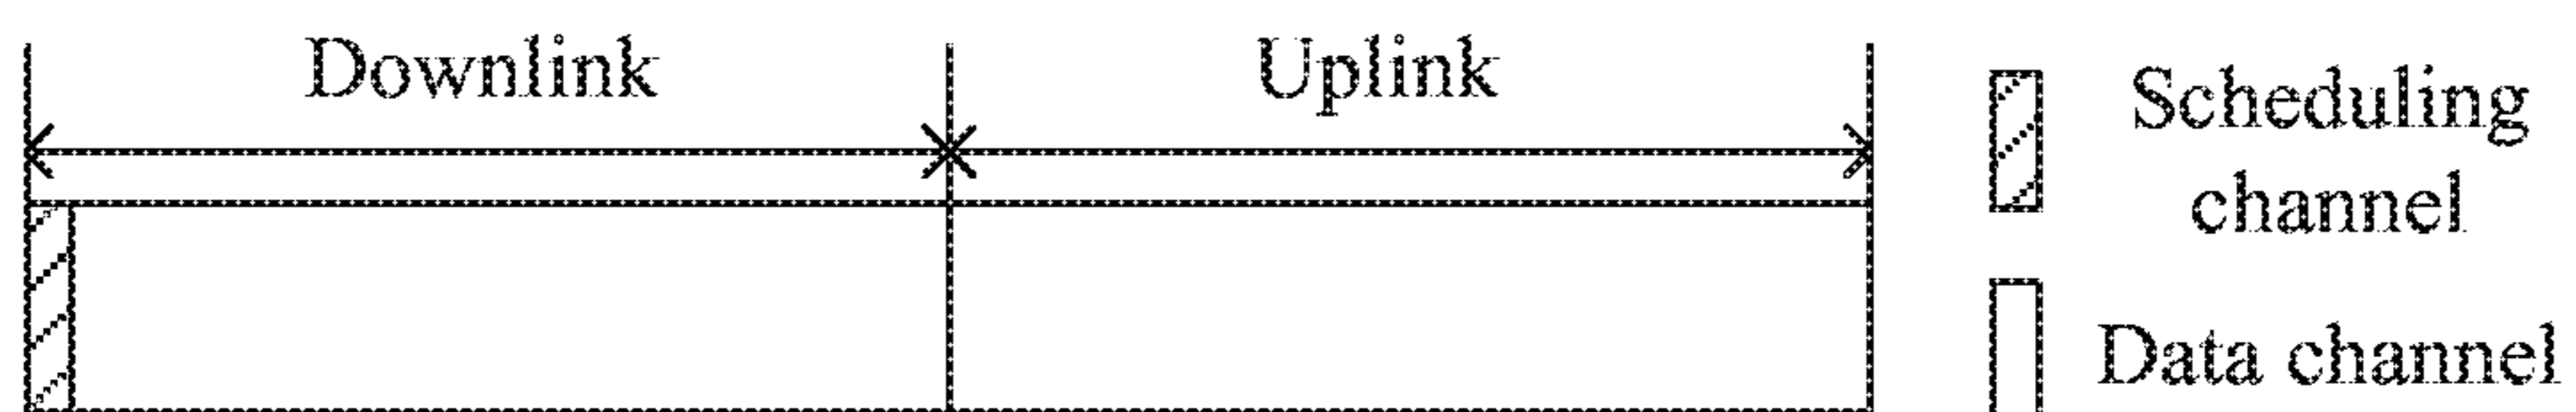 Downlink
Uplink
Scheduling
channel
Data channel